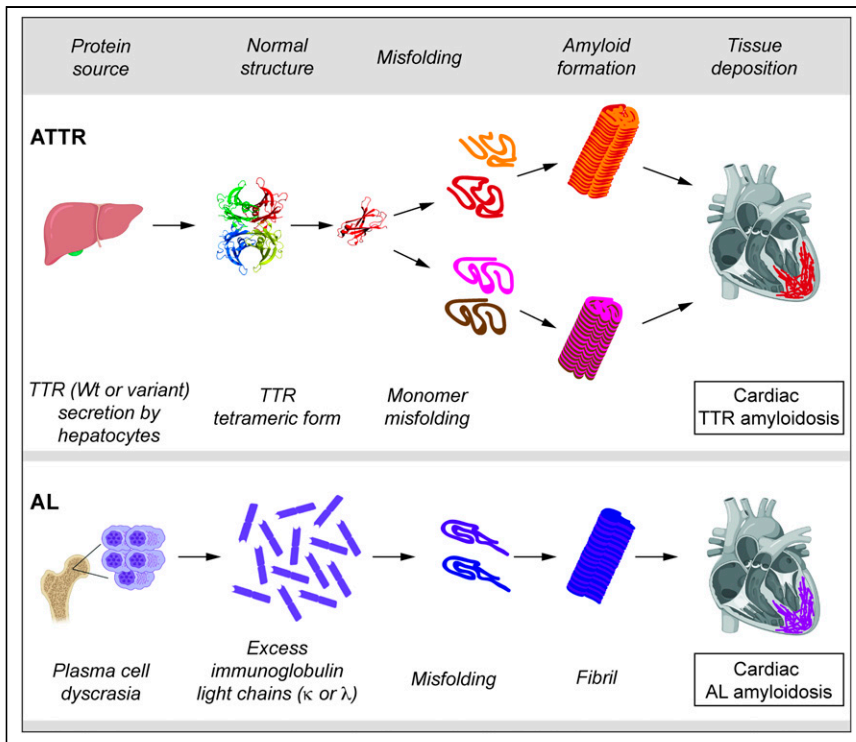 Protein
source
Normal
structure
Misfolding
Amyloid
formation
Tissue
deposition
ATTR
TTR (Wt or variant)
secretion by
hepatocytes
TTR
tetrameric form
Monomer
misfolding
Cardiac
TTR amyloidosis
AL
Plasma cell
dyscrasia
Excess
immunoglobulin
light chains (κ or λ)
Misfolding
Fibril
Cardiac
AL amyloidosis